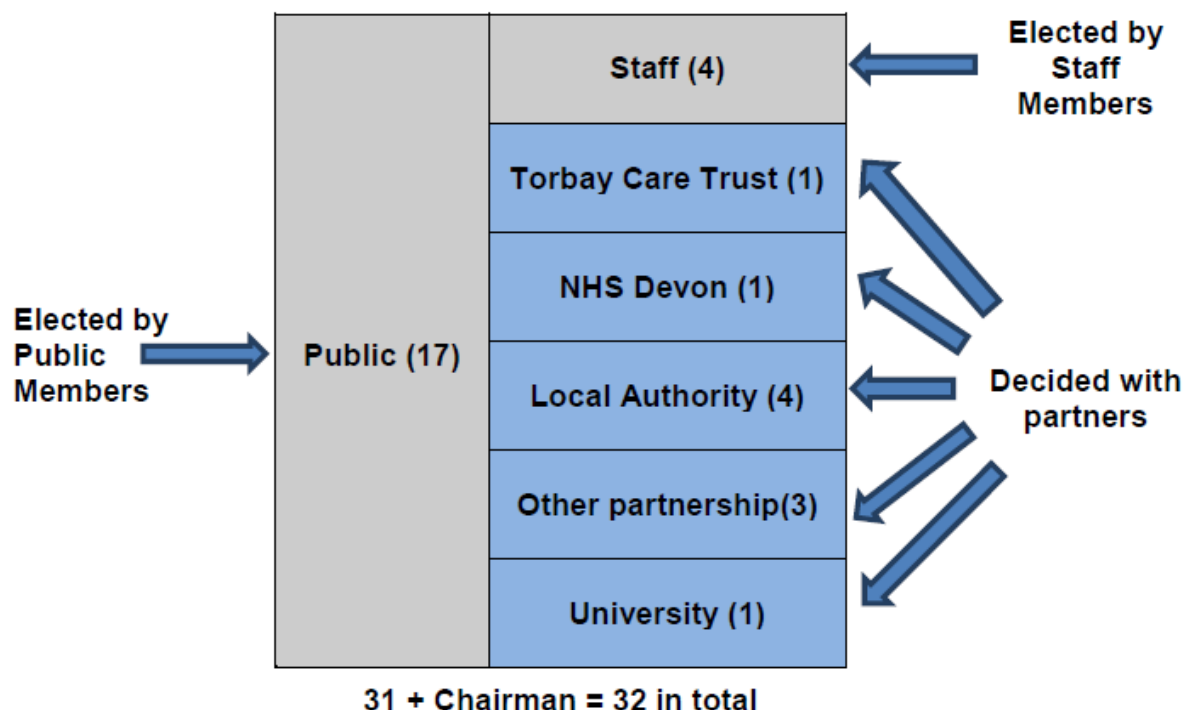 Elected by
Staff
Members
Staff (4)
Torbay Care Trust (1)
NHS Devon (1)
Elected by
Public
Members
Public (17)
Local Authority (4)
Decided with
partners
Other partnership(3)
University (1)
31 + Chairman = 32 in total